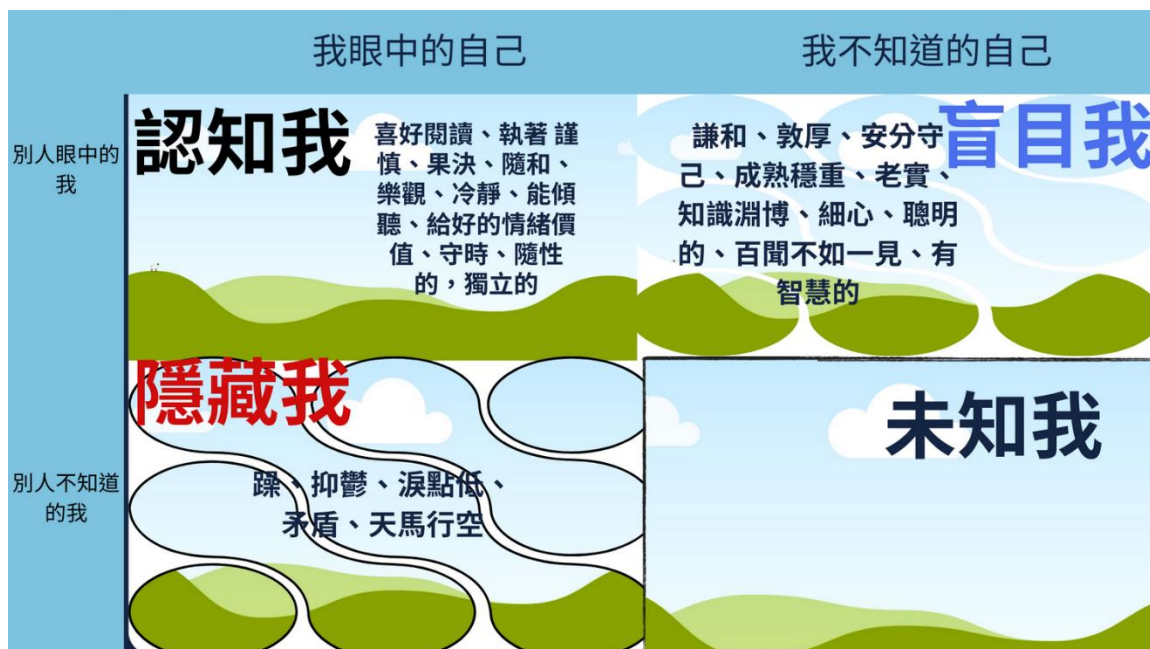 我眼中的自己
我不知道的自己
別人眼中的
我
認知我
喜好閱讀、執著 謹
慎、果決、隨和、
樂觀、冷靜、能傾
聽、給好的情緒價
值、守時、隨性
的，獨立的
盲目我
謙和、敦厚、安分守
己、成熟穩重、老實、
知識淵博、細心、聰明
的、百聞不如一見、有
智慧的
別人不知道
的我
隱藏我
躁、抑鬱、淚點低、
矛盾、天馬行空
未知我